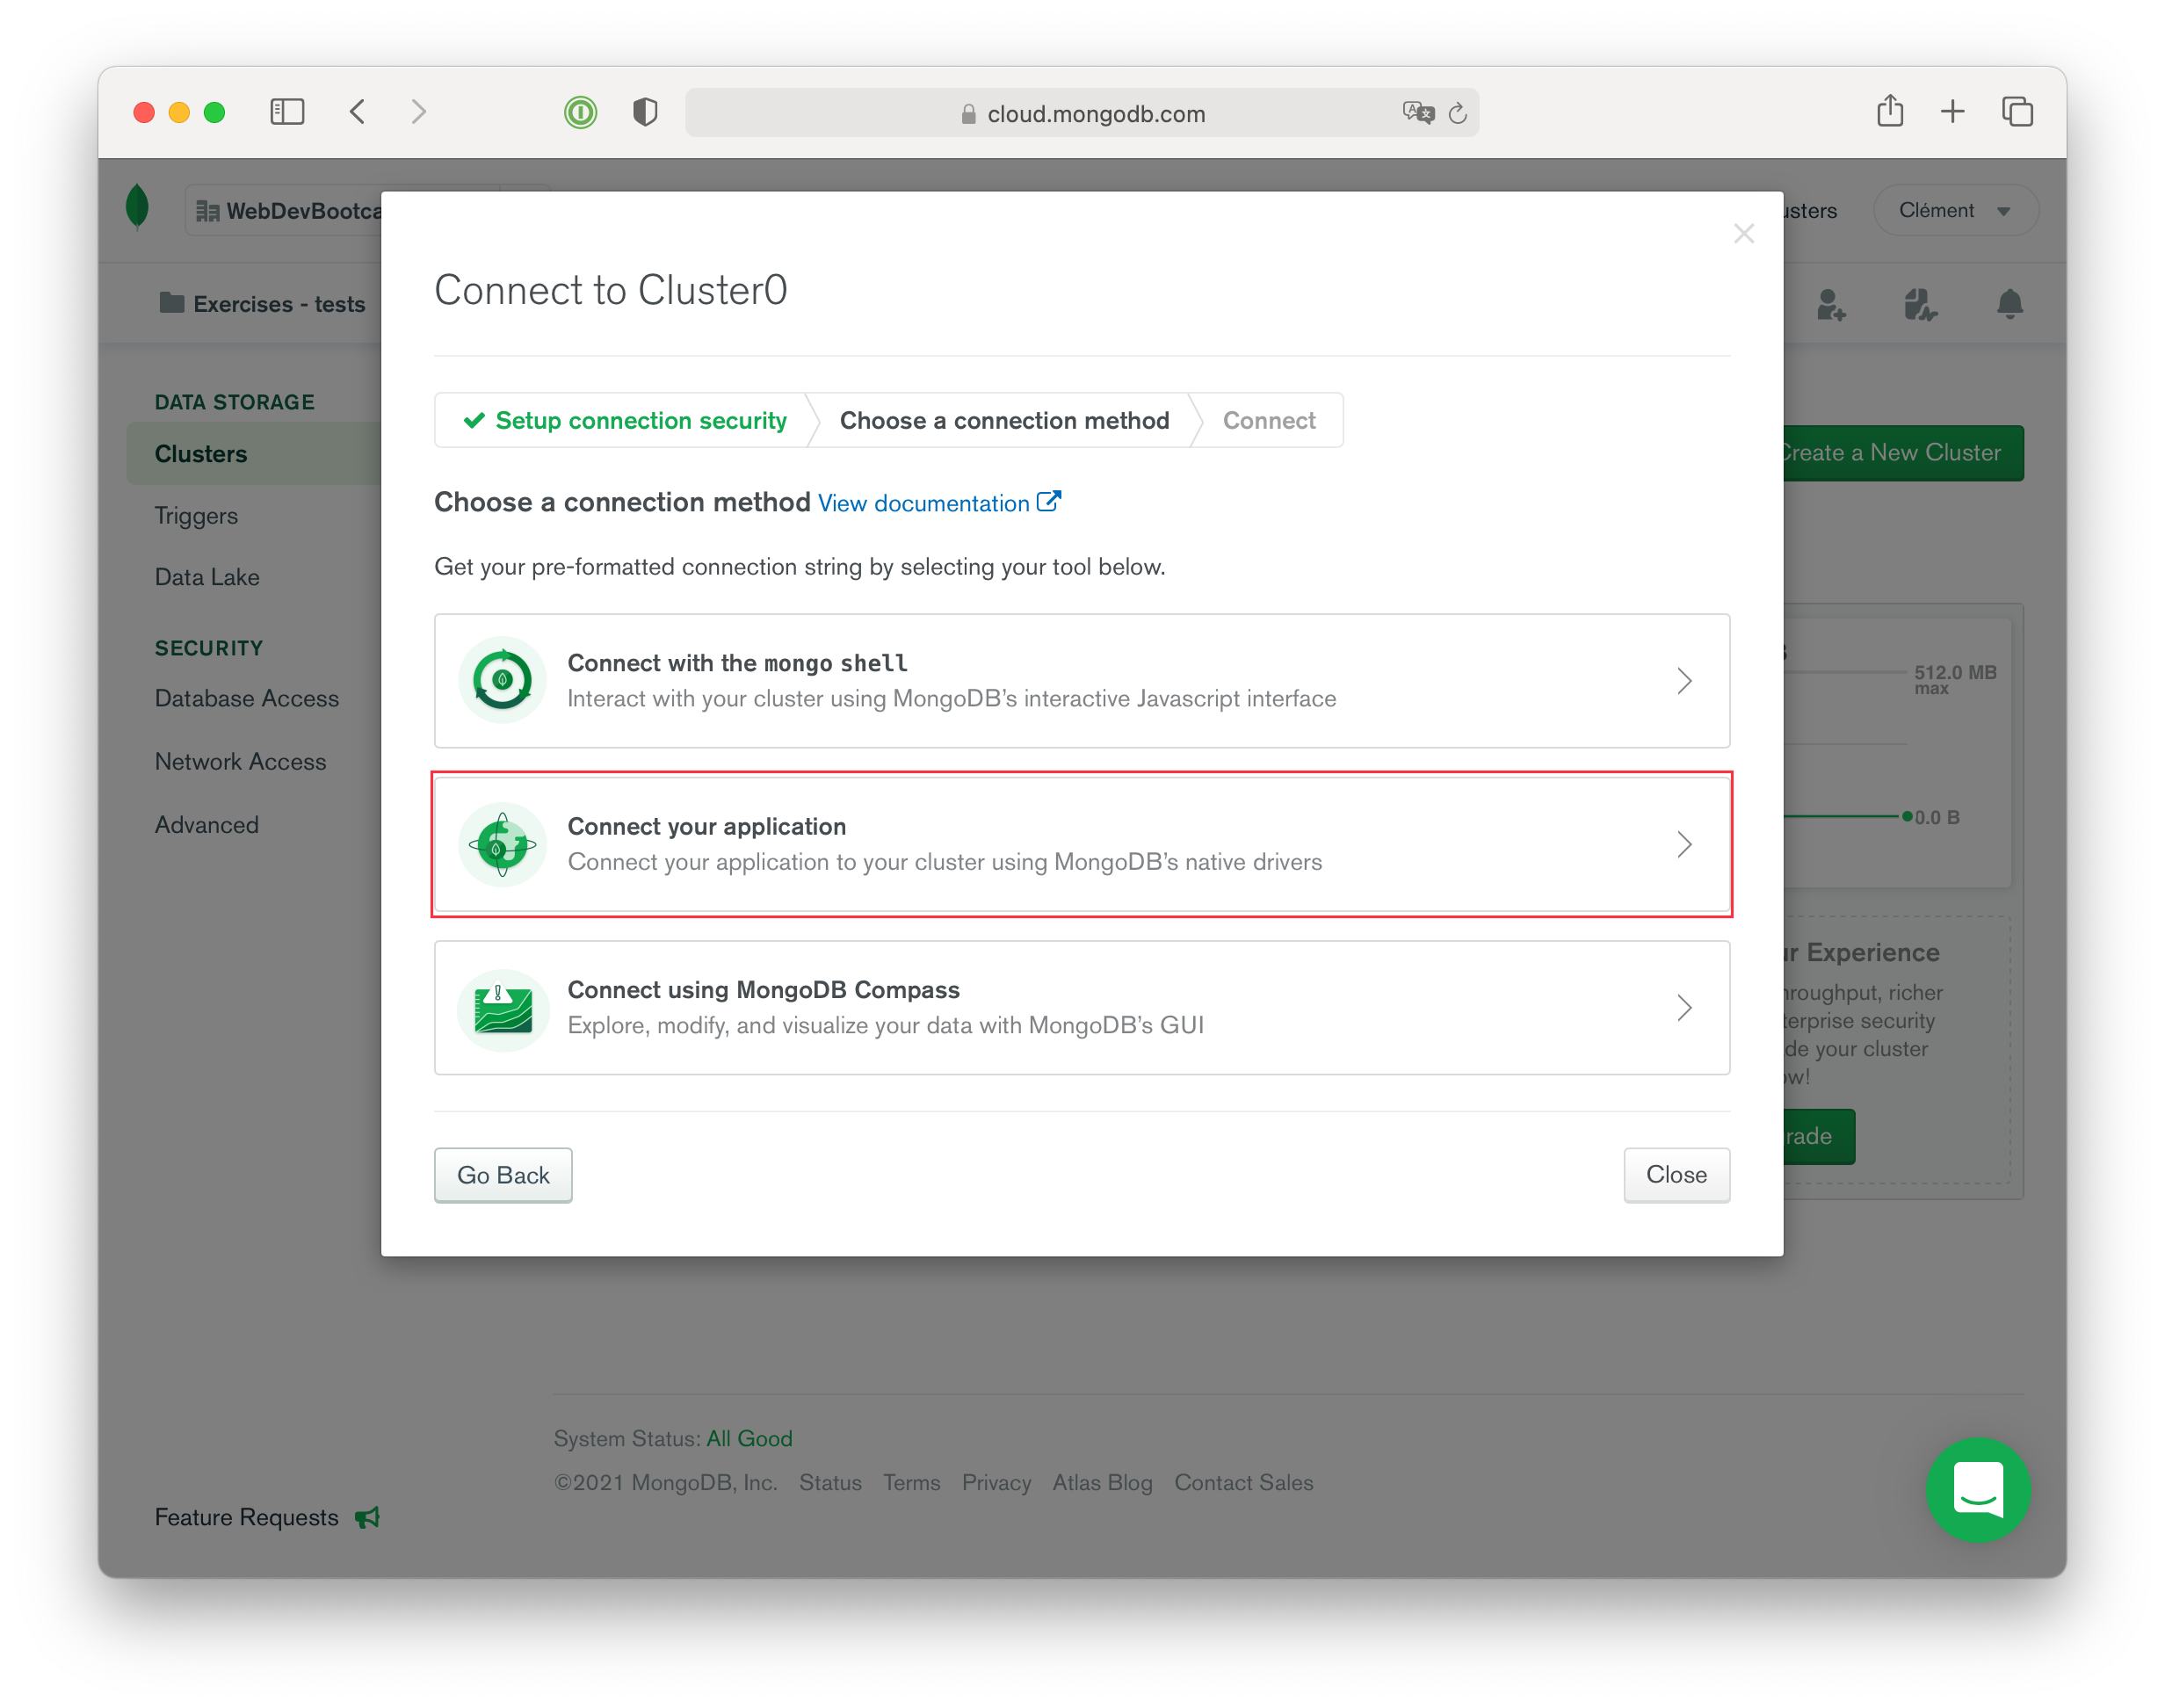 cloud.mongodb.com
WebDevBootca
usters
Clément
Exercises - tests
DATA STORAGE
Clusters
Triggers
Data Lake
SECURITY
Database Access
Network Access
Advanced
Feature Requests
Connect to Cluster0
Setup connection security
Choose a connection method
Connect
Choose a connection method View documentation
Get your pre-formatted connection string by selecting your tool below.
Connect with the mongo shell
Interact with your cluster using MongoDB’s interactive Javascript interface
Connect your application
Connect your application to your cluster using MongoDB’s native drivers
Connect using MongoDB Compass
Explore, modify, and visualize your data with MongoDB’s GUI
Go Back
Close
Create a New Cluster
512.0 MB
max
0.0 B
ur Experience
hroughput, richer
terprise security
de your cluster
ow!
rade
System Status: All Good
©2021 MongoDB, Inc. Status Terms Privacy Atlas Blog Contact Sales